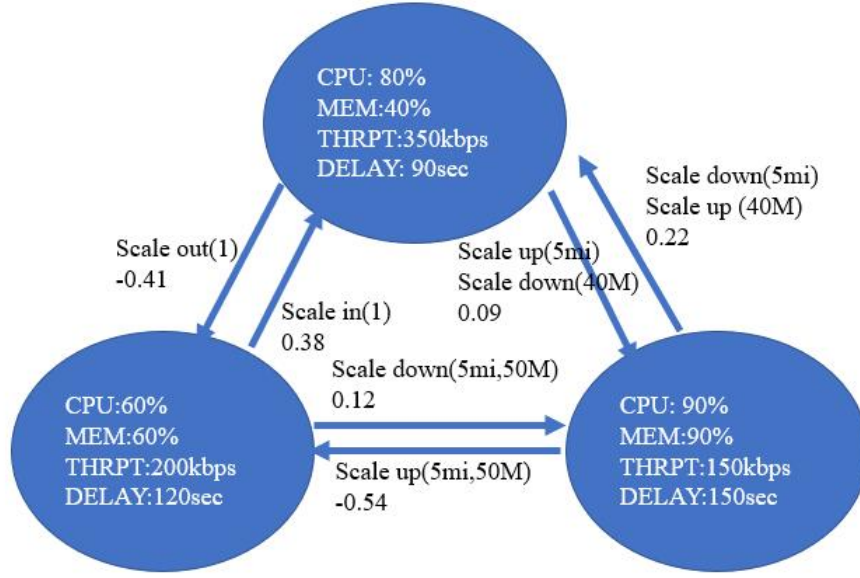 CPU: 80%
MEM:40%
THRPT:350kbps
DELAY: 90sec
Scale down(5mi)
Scale up (40M)
0.22
Scale out(1)
-0.41
Scale up(5mi)
Scale down(40M)
0.09
Scale in(1)
0.38
Scale down(5mi,50M)
0.12
CPU:60%
MEM:60%
THRPT:200kbps
DELAY:120sec
CPU: 90%
MEM:90%
THRPT:150kbps
DELAY:150sec
Scale up(5mi,50M)
-0.54